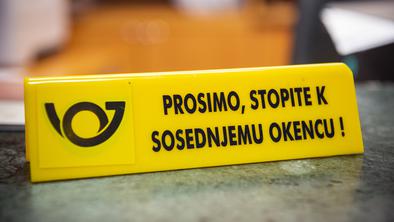 PROSIMO, STOPITE K
SOSEDNJEMU OKENCU !